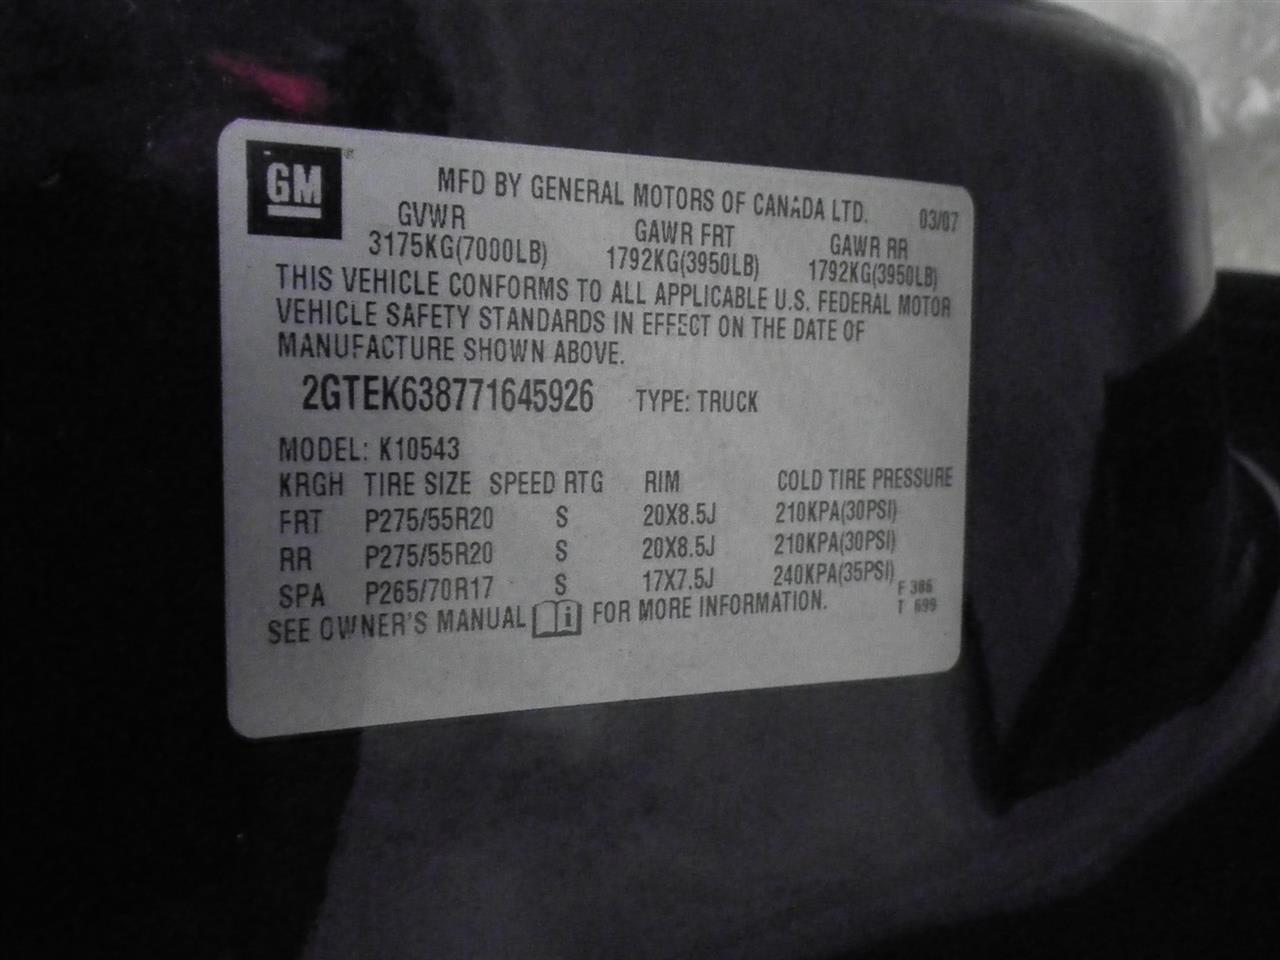 GM
MFD BY GENERAL MOTORS OF CANADA LTD. 03/07
GVWR GAWR FRT GAWR RR
3175KG(7000LB) 1792KG(3950LB) 1792KG(3950LB)
THIS VEHICLE CONFORMS TO ALL APPLICABLE U.S. FEDERAL MOTOR
VEHICLE SAFETY STANDARDS IN EFFECT ON THE DATE OF
MANUFACTURE SHOWN ABOVE.
2GTEK638771645926 TYPE: TRUCK
MODEL: K10543
KRGH TIRE SIZE SPEED RTG RIM COLD TIRE PRESSURE
FRT P275/55R20 S 20X8.5J 210KPA(30PSI)
RR P275/55R20 S 20X8.5J 210KPA(30PSI)
SPA P265/70R17 S 17X7.5J 240KPA(35PSI)
F 386
SEE OWNER'S MANUAL i FOR MORE INFORMATION. T 699